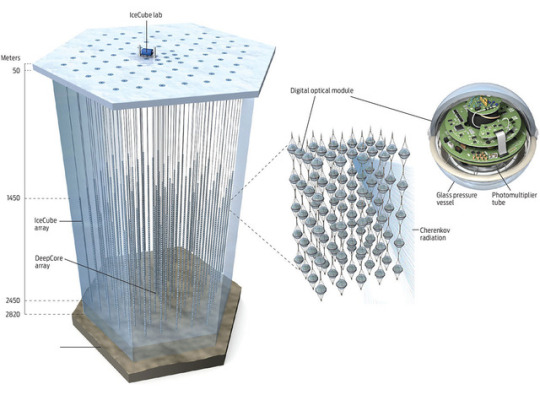 IceCube lab
Meters
50
Digital optical module
Glass pressure
vessel
Photomultiplier
tube
1450
IceCube
array
Cherenkov
radiation
DeepCore
array
2450
2820